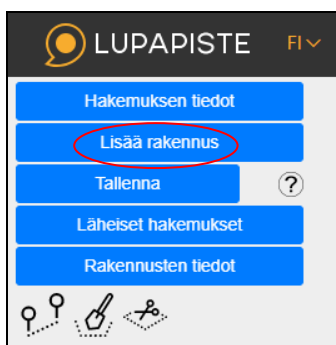 LUPAPISTE FI
Hakemuksen tiedot
Lisää rakennus
Tallenna ?
Läheiset hakemukset
Rakennusten tiedot